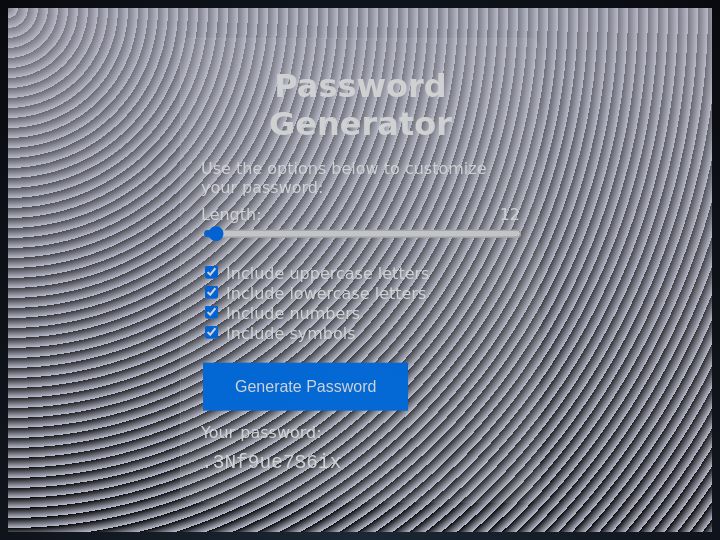 Password
Generator
Use the options below to customize
your password:
Length: 12
Include uppercase letters
Include lowercase letters
Include numbers
Include symbols
Generate Password
Your password: